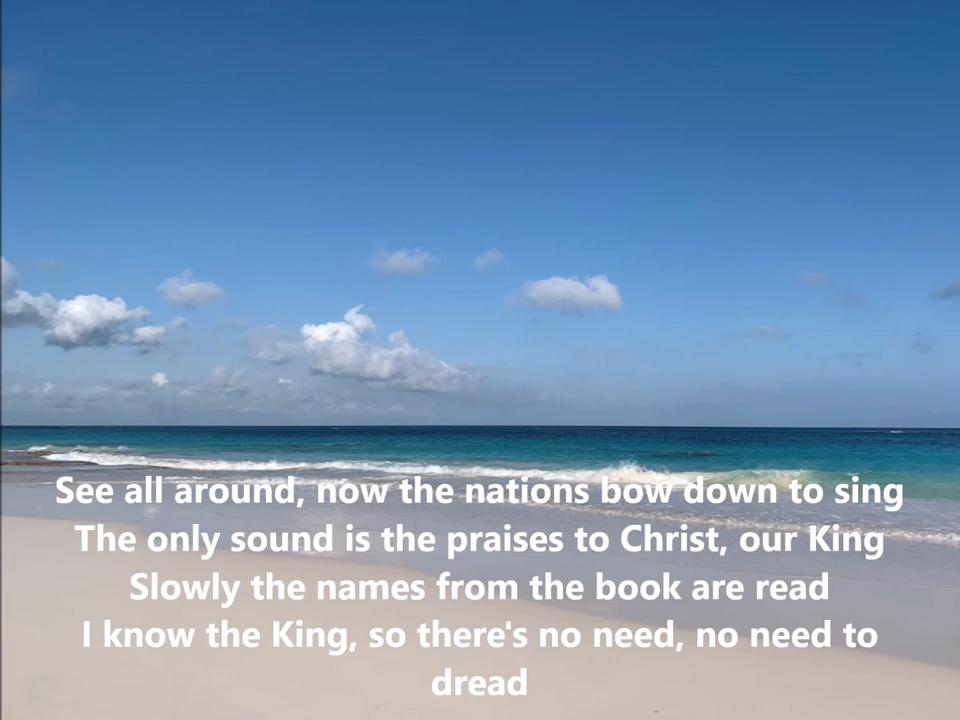 See all around, now the nations bow down to sing
The only sound is the praises to Christ, our King
Slowly the names from the book are read
I know the King, so there's no need, no need to
dread